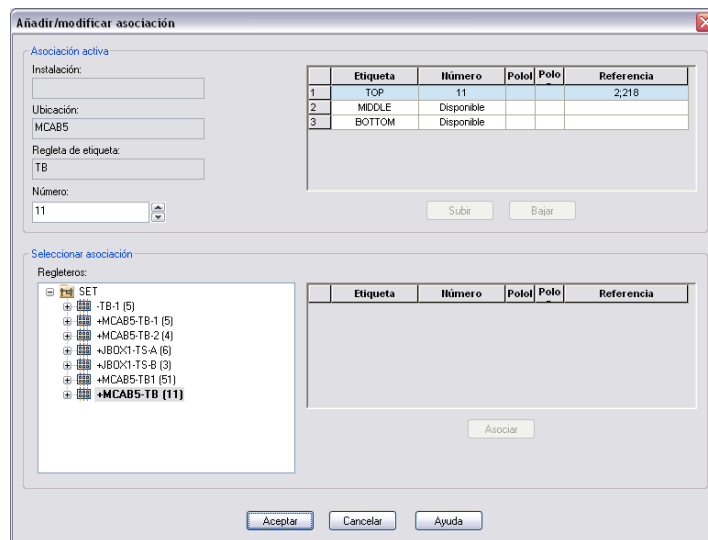 Añadir/modificar asociación
Asociación activa
Instalación:
Ubicación:
MCAB5
Regleta de etiqueta:
TB
Número:
11
Etiqueta Número Polol Polo Referencia
1 TOP 11 2;218
2 MIDDLE Disponible
3 BOTTOM Disponible
Subir Bajar
Seleccionar asociación
Regleteros:
SET
-TB-1 (5)
+MCAB5-TB-1 (5)
+MCAB5-TB-2 (4)
+JBOX1-TS-A (6)
+JBOX1-TS-B (3)
+MCAB5-TB1 (51)
+MCAB5-TB (11)
Etiqueta Número Polol Polo Referencia
Asociar
Aceptar Cancelar Ayuda